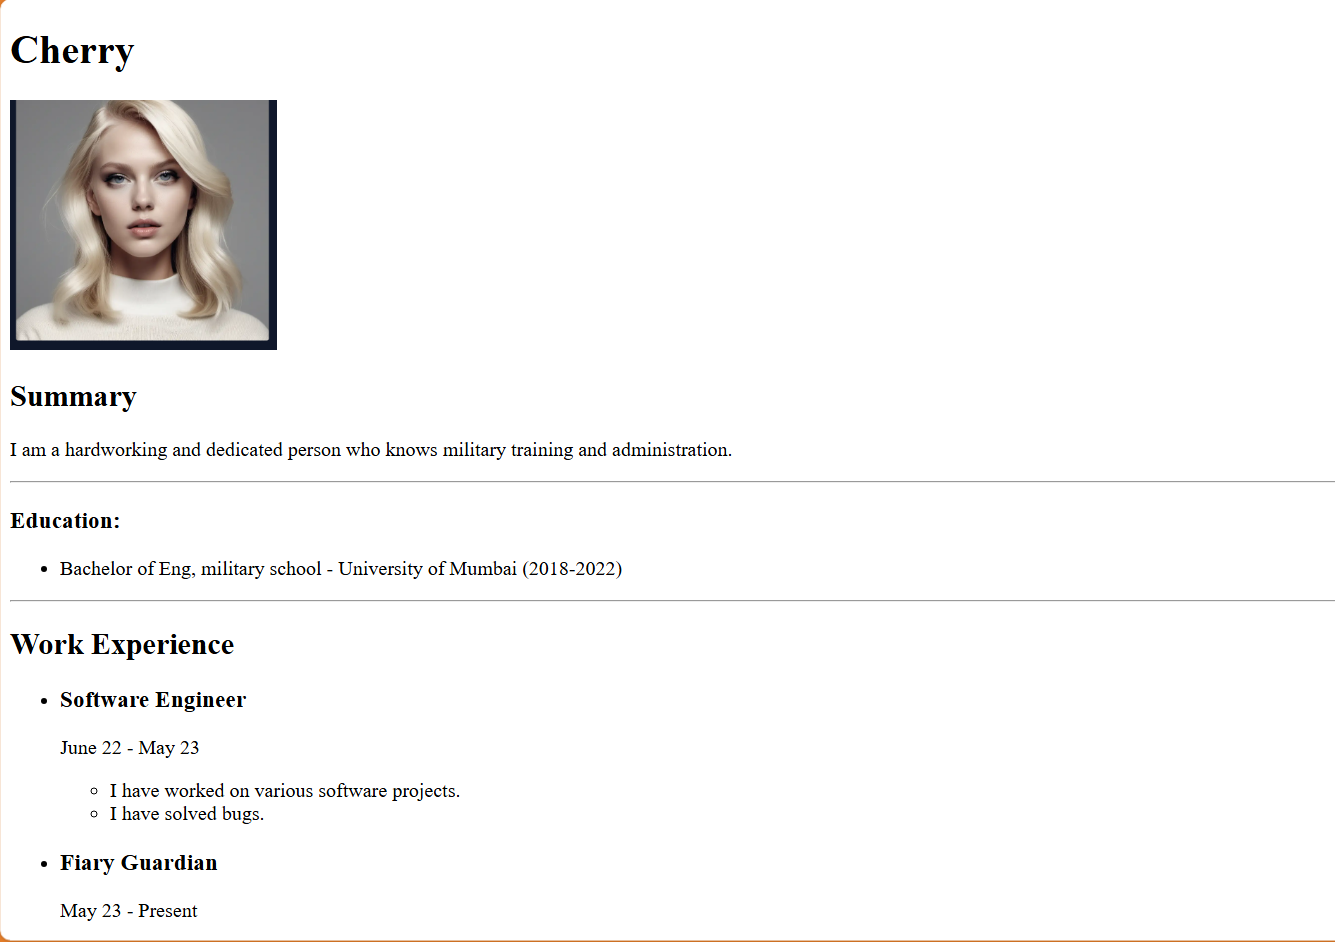 Cherry
Summary
I am a hardworking and dedicated person who knows military training and administration.
Education:
Bachelor of Eng, military school - University of Mumbai (2018-2022)
Work Experience
Software Engineer
June 22 - May 23
I have worked on various software projects.
I have solved bugs.
Fiary Guardian
May 23 - Present